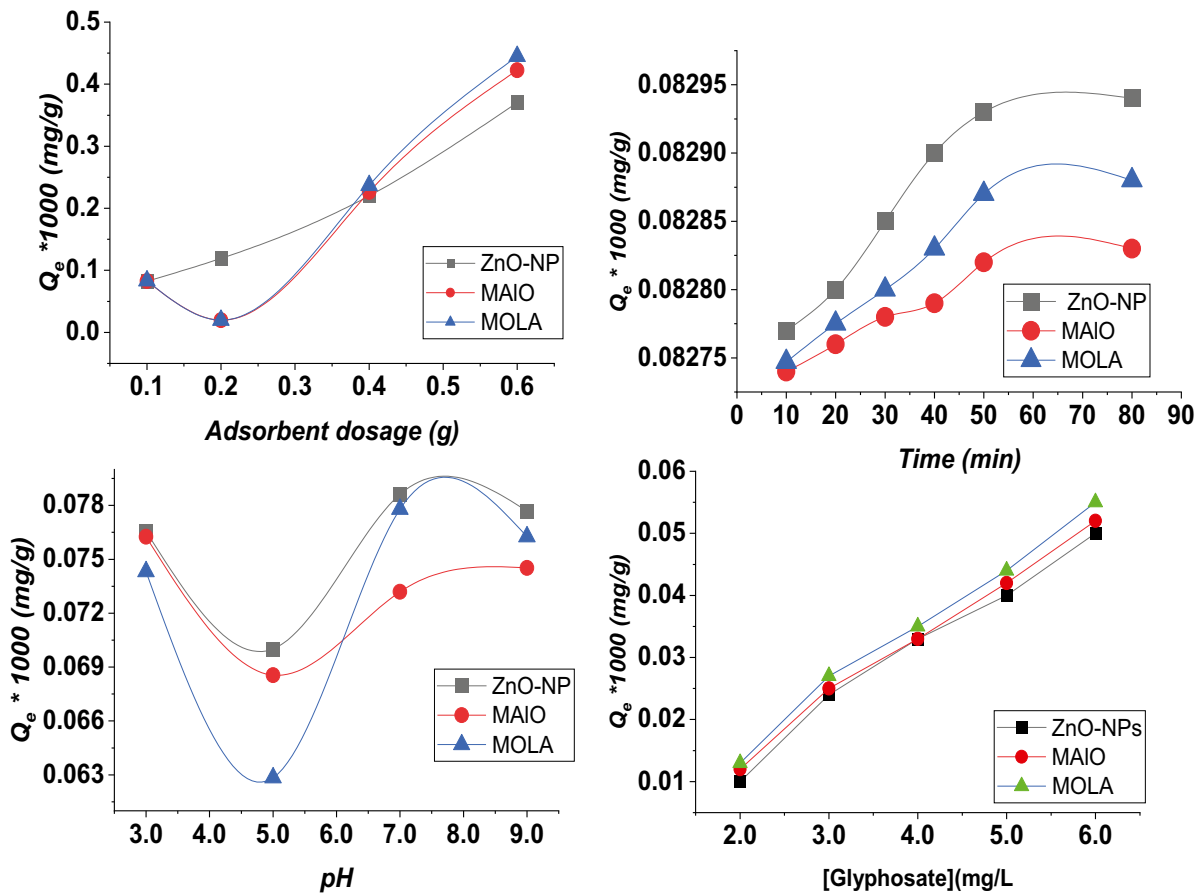 Q_e *1000 (mg/g)
0.5
0.4
0.3
0.2
0.1
0.0
ZnO-NP
MAlO
MOLA
0.1 0.2 0.3 0.4 0.5 0.6
Adsorbent dosage (g)
Q_e * 1000 (mg/g)
0.08295
0.08290
0.08285
0.08280
0.08275
ZnO-NP
MAlO
MOLA
0 10 20 30 40 50 60 70 80 90
Time (min)
Q_e * 1000 (mg/g)
0.078
0.075
0.072
0.069
0.066
0.063
ZnO-NP
MAlO
MOLA
3.0 4.0 5.0 6.0 7.0 8.0 9.0
pH
Q_e *1000 (mg/g)
0.06
0.05
0.04
0.03
0.02
0.01
ZnO-NPs
MAlO
MOLA
2.0 3.0 4.0 5.0 6.0
[Glyphosate](mg/L